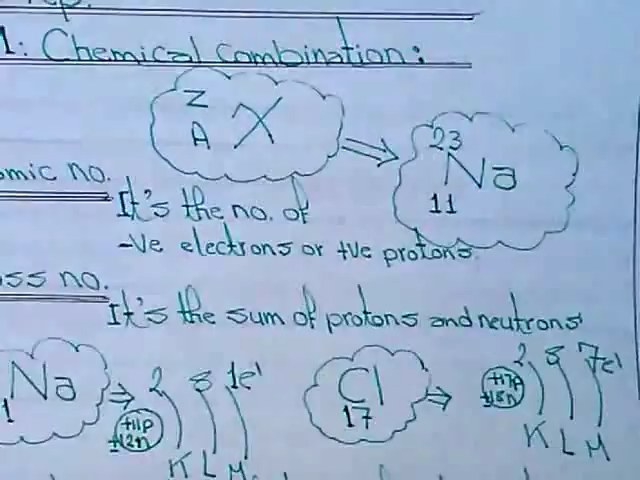 1: Chemical Combination:
Z
A X
23
Na
11
omic no.
It's the no. of
-ve electrons or +ve protons.
ss no.
It's the sum of protons and neutrons
Na
1
2 8 1e'
+11p
±12n
K L M.
Cl
17
2 8 7e'
+17p
±18n
K L M